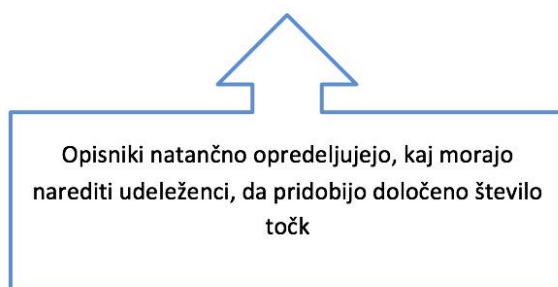 Opisniki natančno opredeljujejo, kaj morajo
narediti udeleženci, da pridobijo določeno število
točk